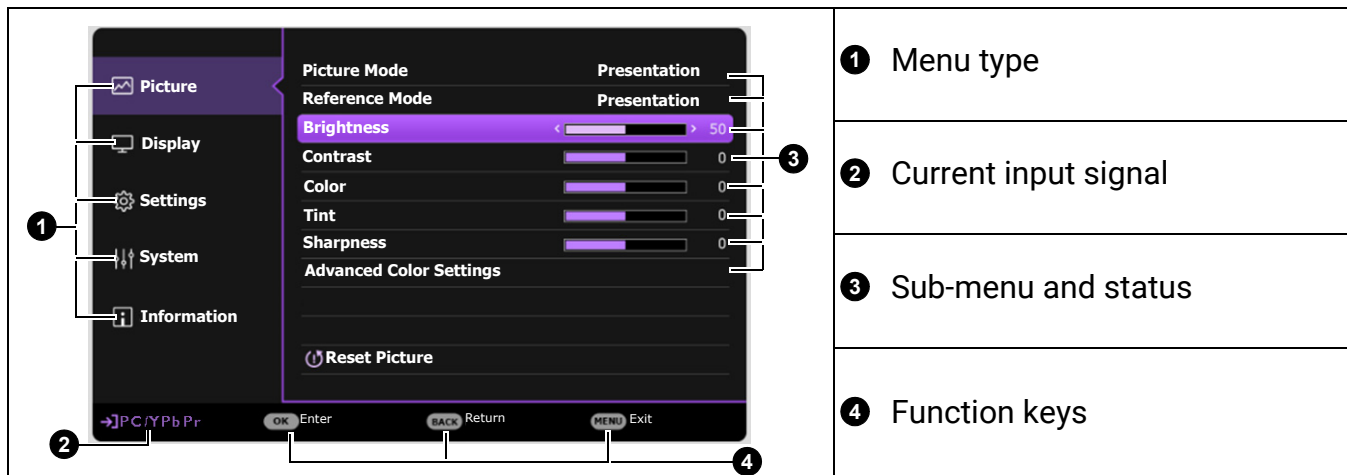 Picture
Display
Settings
System
Information
Picture Mode Presentation
Reference Mode Presentation
Brightness 50
Contrast 0
Color 0
Tint 0
Sharpness 0
Advanced Color Settings
Reset Picture
PC/YPbPr
OK Enter
BACK Return
MENU Exit
1
2
3
4
1 Menu type
2 Current input signal
3 Sub-menu and status
4 Function keys